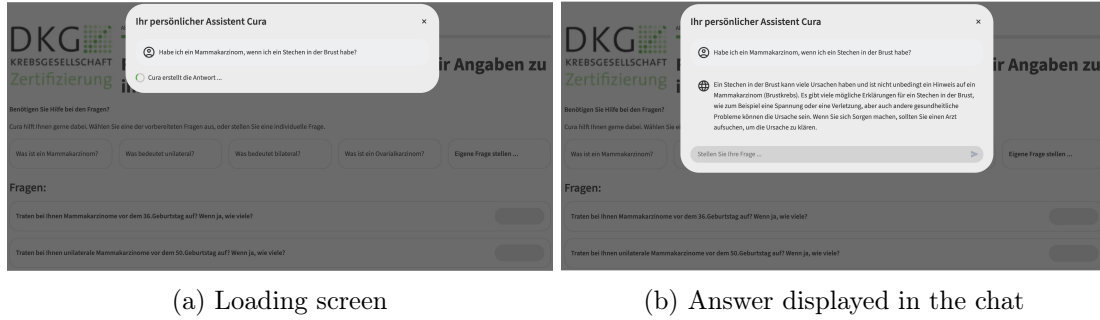 Ihr persönlicher Assistent Cura ×
Habe ich ein Mammakarzinom, wenn ich ein Stechen in der Brust habe?
Cura erstellt die Antwort ...
DKG
KREBSGESELLSCHAFT
Zertifizierung
ir Angaben zu
Benötigen Sie Hilfe bei den Fragen?
Cura hilft Ihnen gerne dabei. Wählen Sie eine der vorbereiteten Fragen aus, oder stellen Sie eine individuelle Frage.
Was ist ein Mammakarzinom? Was bedeutet unilateral? Was bedeutet bilateral? Was ist ein Ovarialkarzinom? Eigene Frage stellen ...
Fragen:
Traten bei Ihnen Mammakarzinome vor dem 36.Geburtstag auf? Wenn ja, wie viele?
Traten bei Ihnen unilaterale Mammakarzinome vor dem 50.Geburtstag auf? Wenn ja, wie viele?
(a) Loading screen
Ihr persönlicher Assistent Cura ×
Habe ich ein Mammakarzinom, wenn ich ein Stechen in der Brust habe?
Ein Stechen in der Brust kann viele Ursachen haben und ist nicht unbedingt ein Hinweis auf ein
Mammakarzinom (Brustkrebs). Es gibt viele mögliche Erklärungen für ein Stechen in der Brust,
wie zum Beispiel eine Spannung oder eine Verletzung, aber auch andere gesundheitliche
Probleme können die Ursache sein. Wenn Sie sich Sorgen machen, sollten Sie einen Arzt
aufsuchen, um die Ursache zu klären.
Stellen Sie Ihre Frage ...
DKG
KREBSGESELLSCHAFT
Zertifizierung
ir Angaben zu
Benötigen Sie Hilfe bei den Fragen?
Cura hilft Ihnen gerne dabei. Wählen Sie
Was ist ein Mammakarzinom? Eigene Frage stellen ...
Fragen:
Traten bei Ihnen Mammakarzinome vor dem 36.Geburtstag auf? Wenn ja, wie viele?
Traten bei Ihnen unilaterale Mammakarzinome vor dem 50.Geburtstag auf? Wenn ja, wie viele?
(b) Answer displayed in the chat